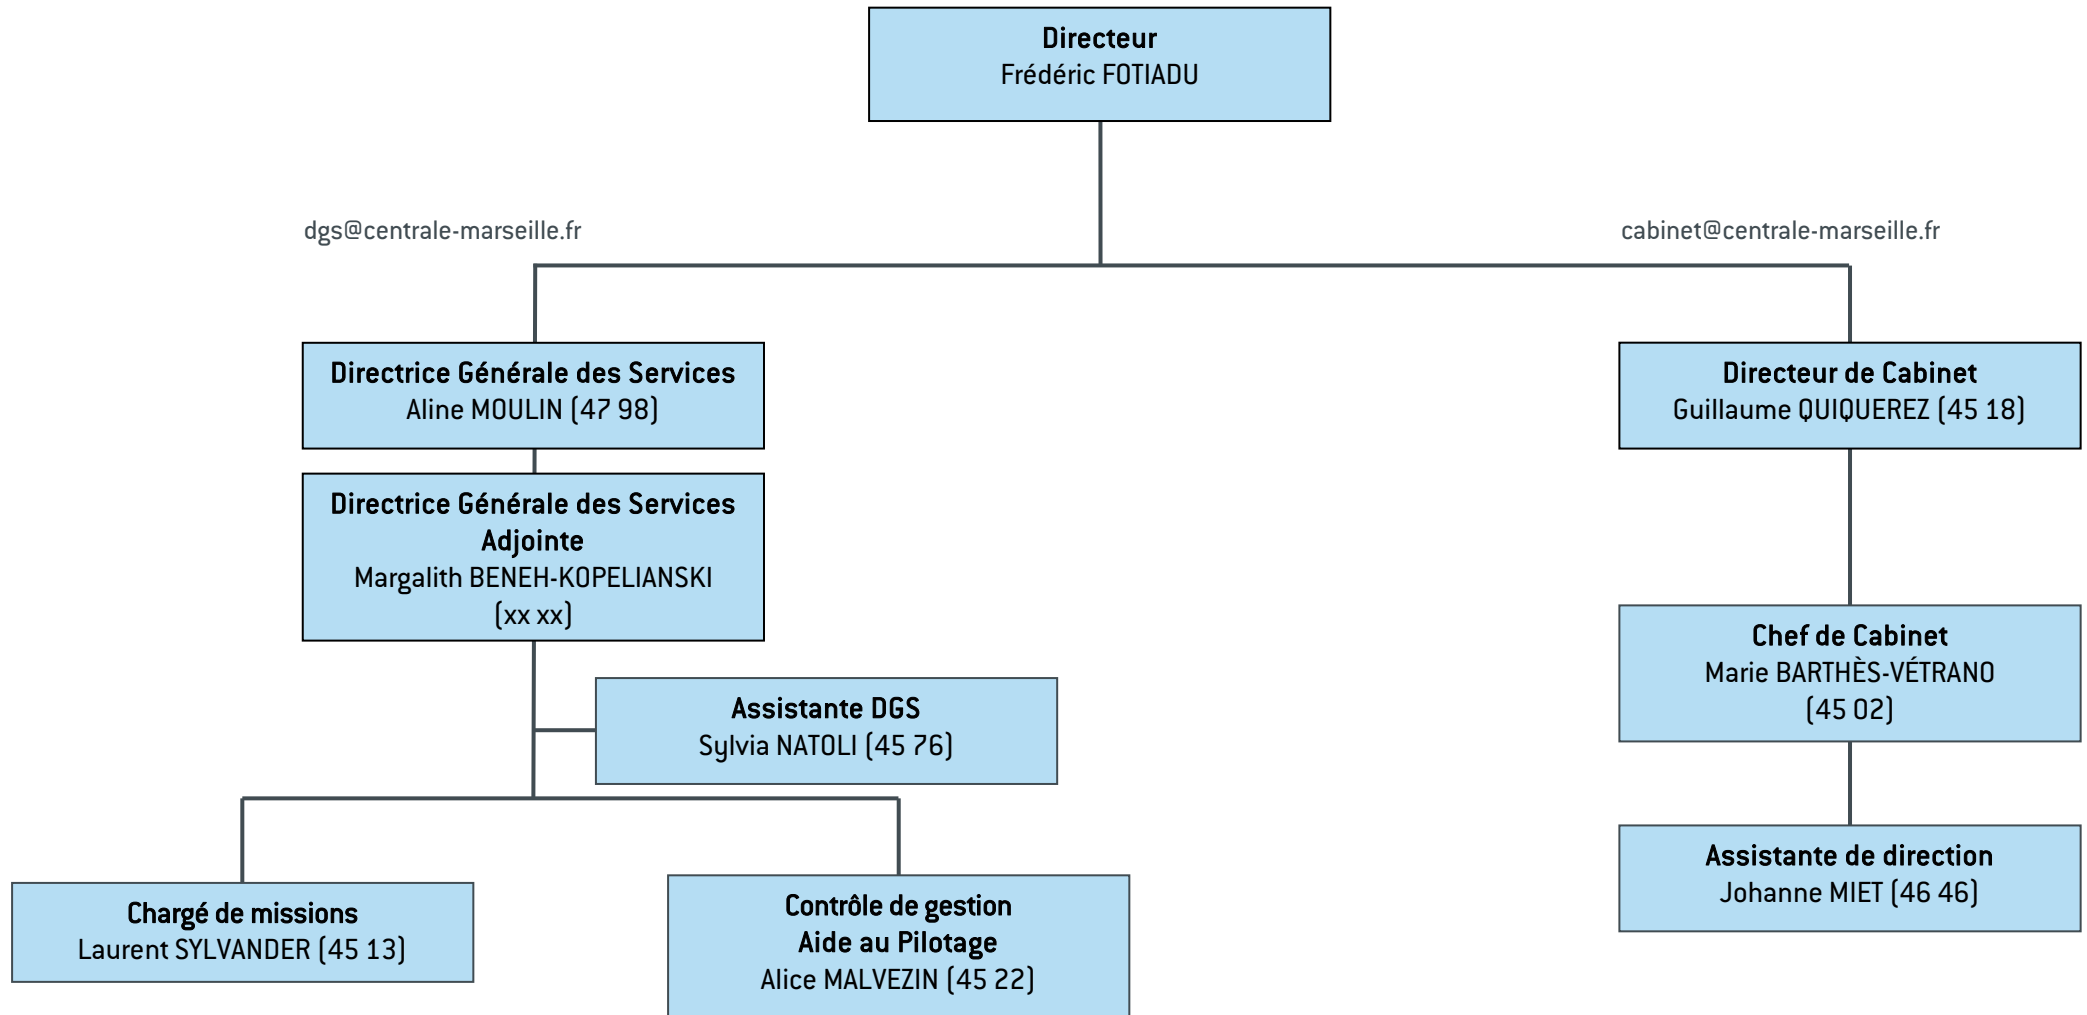 Directeur
Frédéric FOTIADU
dgs@centrale-marseille.fr
cabinet@centrale-marseille.fr
Directrice Générale des Services
Aline MOULIN (47 98)
Directeur de Cabinet
Guillaume QUIQUEREZ (45 18)
Directrice Générale des Services
Adjointe
Margalith BENEH-KOPELIANSKI
(xx xx)
Chef de Cabinet
Marie BARTHÈS-VÉTRANO
(45 02)
Assistante DGS
Sylvia NATOLI (45 76)
Assistante de direction
Johanne MIET (46 46)
Chargé de missions
Laurent SYLVANDER (45 13)
Contrôle de gestion
Aide au Pilotage
Alice MALVEZIN (45 22)